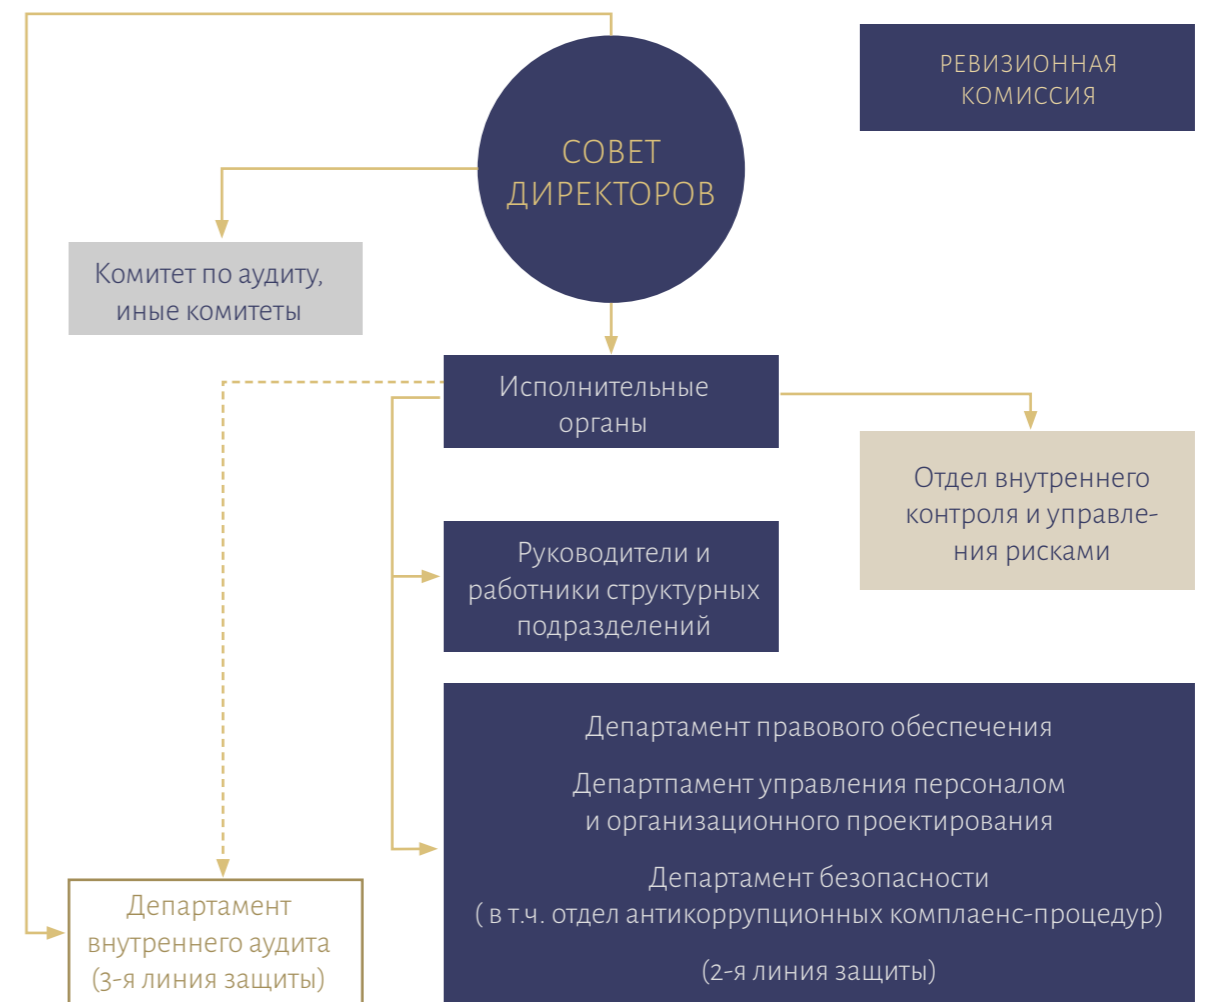 РЕВИЗИОННАЯ
КОМИССИЯ
СОВЕТ
ДИРЕКТОРОВ
Комитет по аудиту,
иные комитеты
Исполнительные
органы
Отдел внутреннего
контроля и управле-
ния рисками
Руководители и
работники структурных
подразделений
Департамент правового обеспечения
Департпамент управления персоналом
и организационного проектирования
Департамент безопасности
( в т.ч. отдел антикоррупционных комплаенс-процедур)
(2-я линия защиты)
Департамент
внутреннего аудита
(3-я линия защиты)